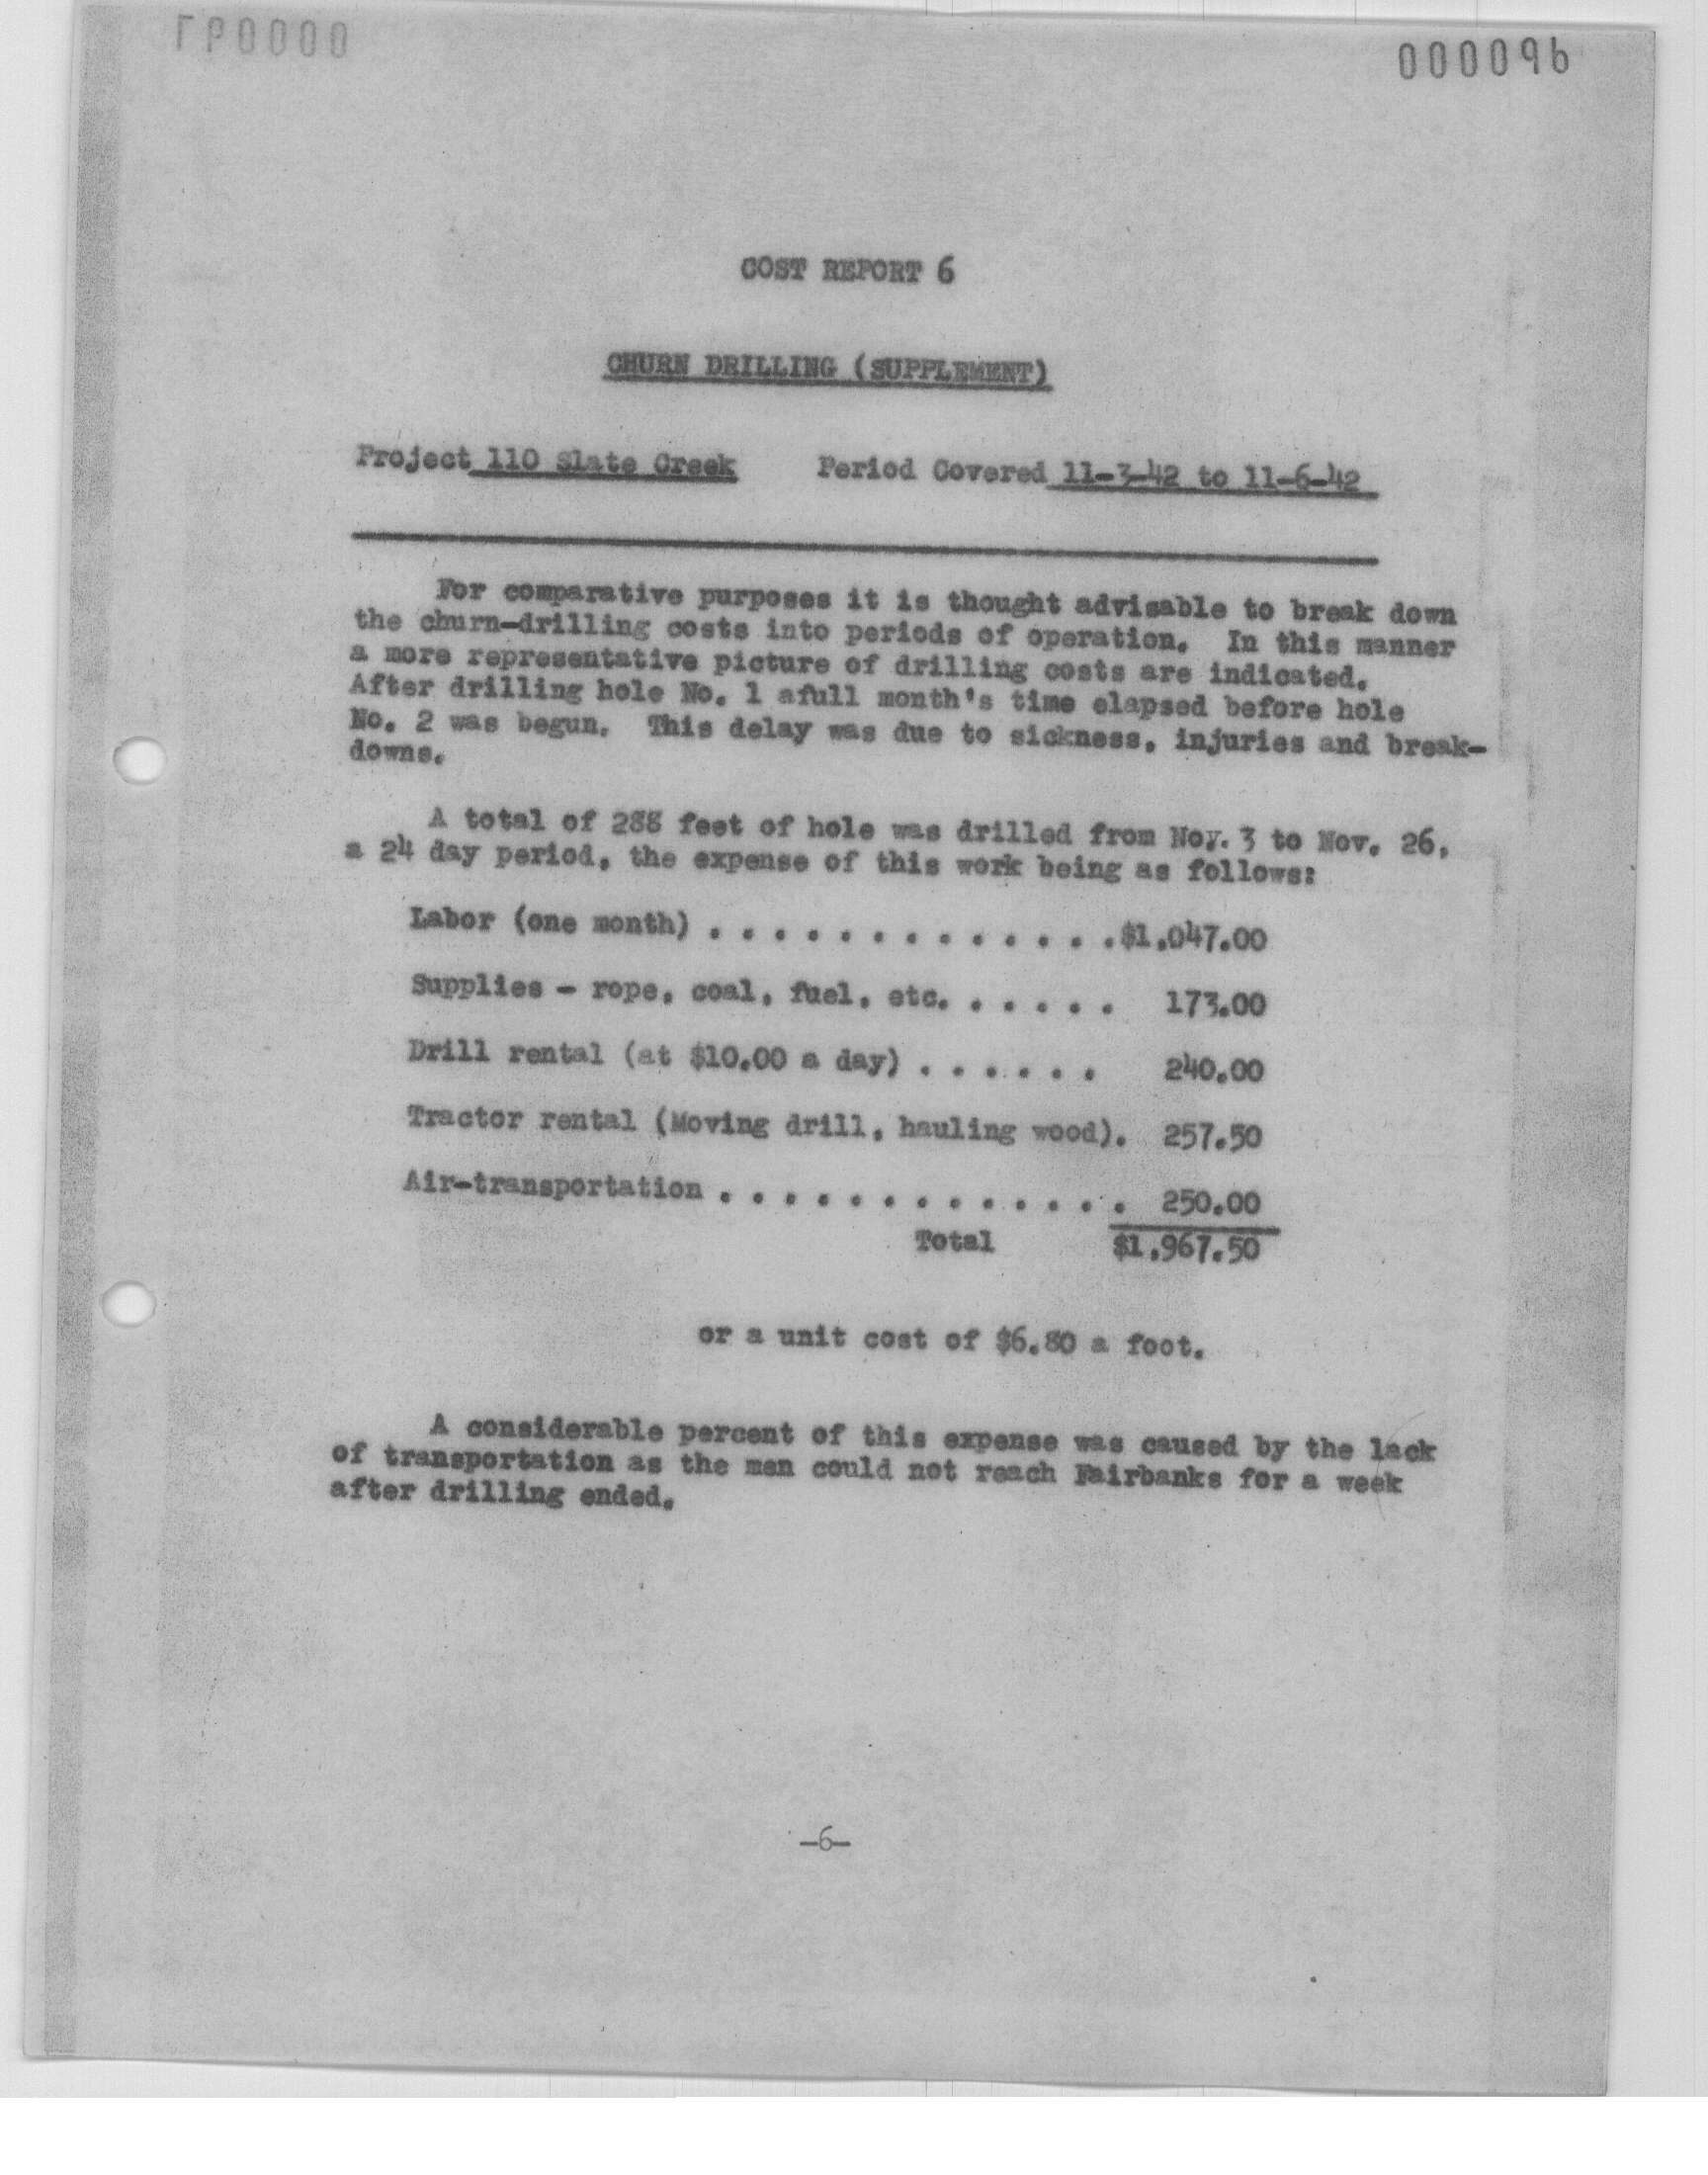 000091
000096
COST REPORT 6
CHURN DRILLING (SUPPLEMENT)
Project 110 Slate Creek Period Covered 11-3-42 to 11-6-42
For comparative purposes it is thought advisable to break down
the churn-drilling costs into periods of operation. In this manner
a more representative picture of drilling costs are indicated.
After drilling hole No. 1 afull month's time elapsed before hole
No. 2 was begun. This delay was due to sickness, injuries and break-
downs.
A total of 288 feet of hole was drilled from Nov. 3 to Nov. 26,
a 24 day period, the expense of this work being as follows:
Labor (one month) . . . . . . . . . . . . . $1,047.00
Supplies - rope, coal, fuel, etc. . . . . . 173.00
Drill rental (at $10.00 a day) . . . . . . 240.00
Tractor rental (Moving drill, hauling wood). 257.50
Air-transportation . . . . . . . . . . . . . 250.00
Total $1,967.50
or a unit cost of $6.80 a foot.
A considerable percent of this expense was caused by the lack
of transportation as the men could not reach Fairbanks for a week
after drilling ended.
-6-